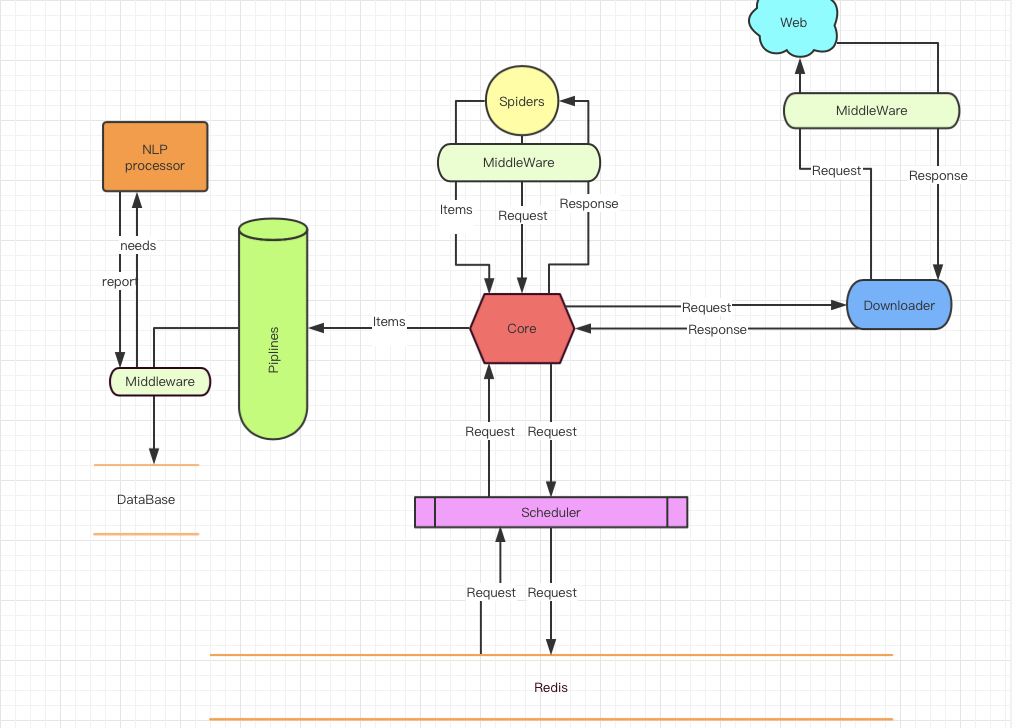 Web
Spiders
MiddleWare
NLP
processor
MiddleWare
Request
Response
Items
Request
Response
needs
report
Downloader
Request
Items
Core
Response
Piplines
Middleware
Request
Request
DataBase
Scheduler
Request
Request
Redis